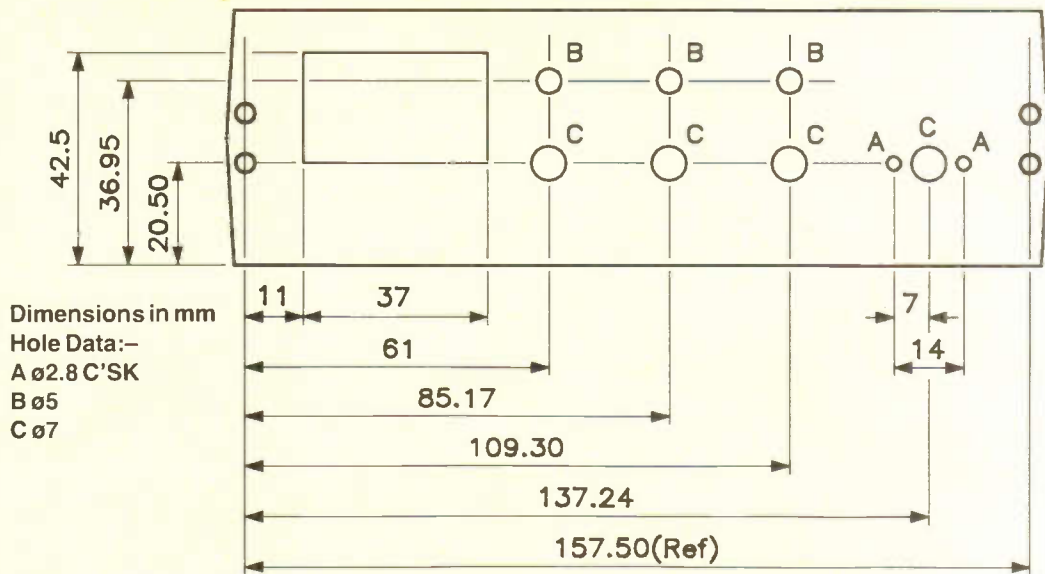 B B B
42.5
36.95
20.50
C C C A C A
11 37 7
Dimensions in mm
Hole Data:–
A ø2.8 C'SK
B ø5
C ø7
61 14
85.17
109.30
137.24
157.50(Ref)